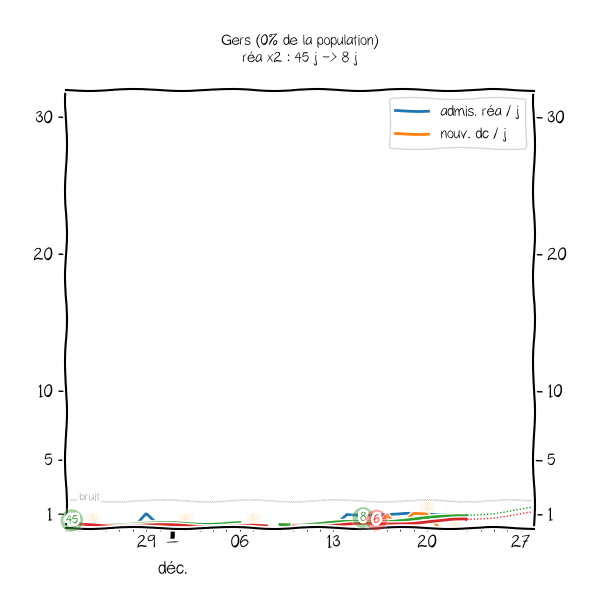 Gers (0% de la population)
réa x2 : 45 j -> 8 j
admis. réa / j
nouv. dc / j
30 30
20 20
10 10
5 5
bruit
1 45 8 6 1
29 06 13 20 27
déc.